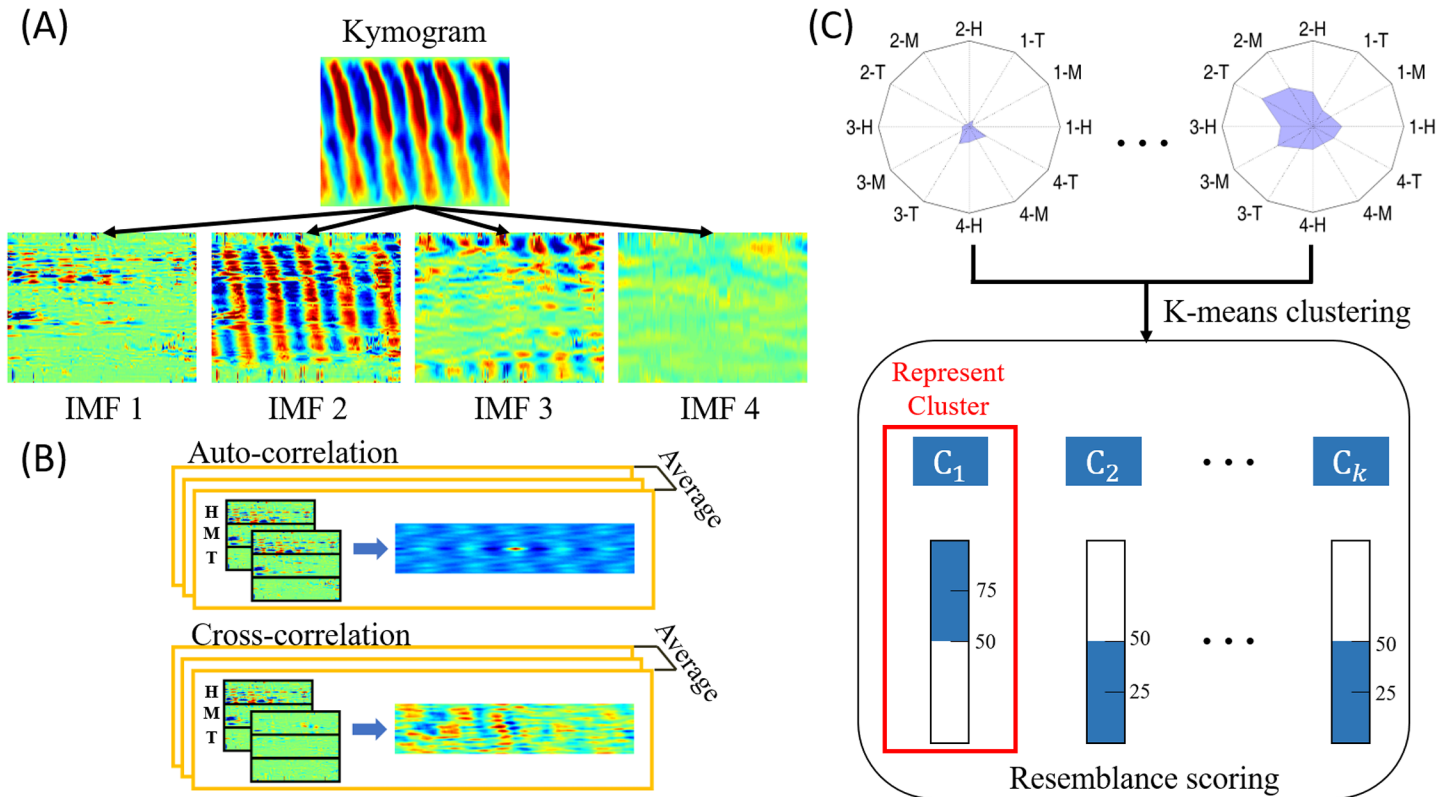 (A)
Kymogram
IMF 1 IMF 2 IMF 3 IMF 4
(B)
Auto-correlation
Average
H
M
T
Cross-correlation
Average
H
M
T
(C)
2-H
2-M 1-T
2-T 1-M
3-H 1-H
3-M 4-T
3-T 4-M
4-H
• • •
2-H
2-M 1-T
2-T 1-M
3-H 1-H
3-M 4-T
3-T 4-M
4-H
K-means clustering
Represent
Cluster
C1 C2 • • • Ck
75
50
50
25
• • •
50
25
Resemblance scoring